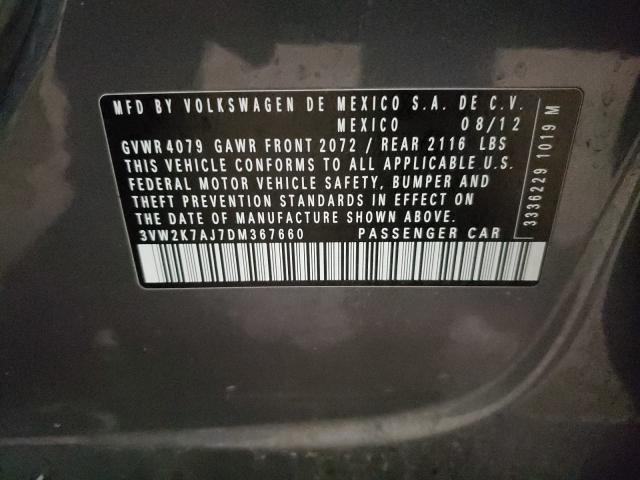 MFD BY VOLKSWAGEN DE MEXICO S.A. DE C.V.
MEXICO 08/12
GVWR 4079 GAWR FRONT 2072 / REAR 2116 LBS
THIS VEHICLE CONFORMS TO ALL APPLICABLE U.S.
FEDERAL MOTOR VEHICLE SAFETY, BUMPER AND
THEFT PREVENTION STANDARDS IN EFFECT ON
THE DATE OF MANUFACTURE SHOWN ABOVE.
3VW2K7AJ7DM367660 PASSENGER CAR
3336229 1019 M